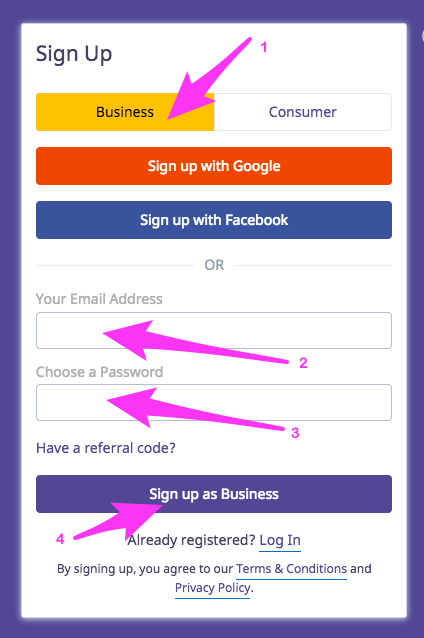 Sign Up
1
Business Consumer
Sign up with Google
Sign up with Facebook
OR
Your Email Address
2
Choose a Password
3
Have a referral code?
Sign up as Business
4
Already registered? Log In
By signing up, you agree to our Terms & Conditions and
Privacy Policy.